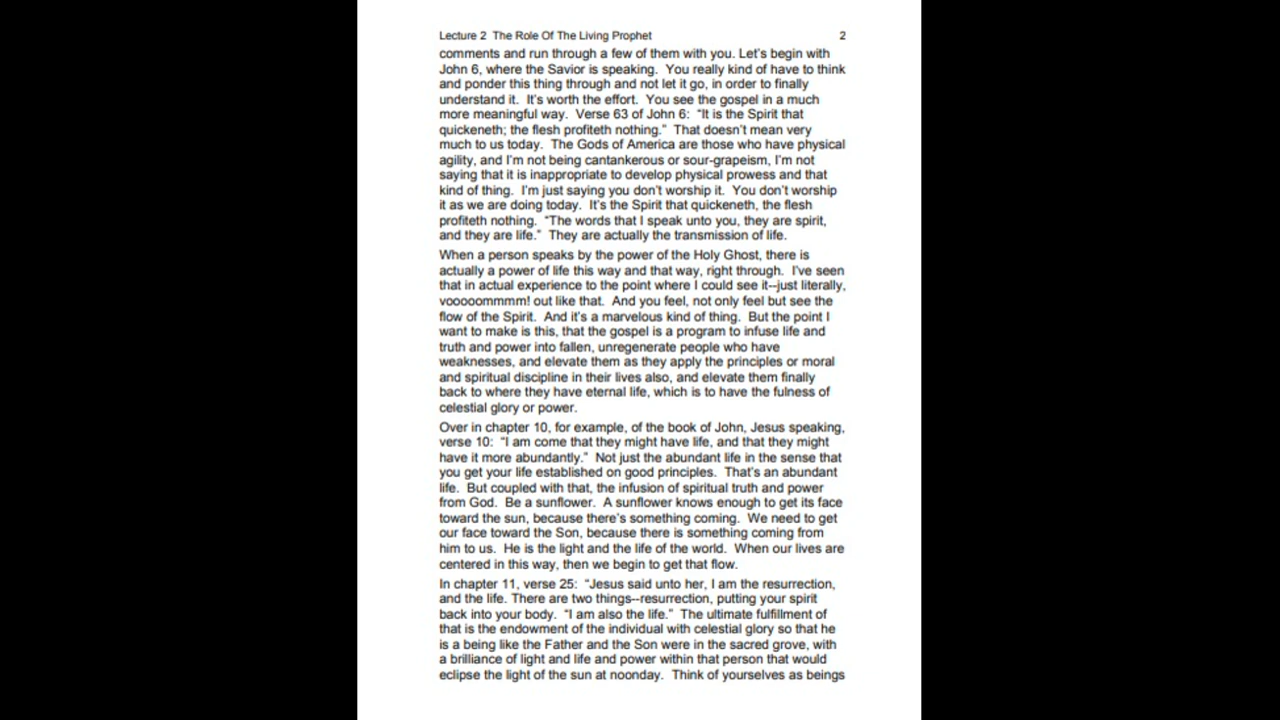 Lecture 2 The Role Of The Living Prophet 2
comments and run through a few of them with you. Let's begin with
John 6, where the Savior is speaking. You really kind of have to think
and ponder this thing through and not let it go, in order to finally
understand it. It's worth the effort. You see the gospel in a much
more meaningful way. Verse 63 of John 6: "It is the Spirit that
quickeneth; the flesh profiteth nothing." That doesn't mean very
much to us today. The Gods of America are those who have physical
agility, and I'm not being cantankerous or sour-grapeism, I'm not
saying that it is inappropriate to develop physical prowess and that
kind of thing. I'm just saying you don't worship it. You don't worship
it as we are doing today. It's the Spirit that quickeneth, the flesh
profiteth nothing. "The words that I speak unto you, they are spirit,
and they are life." They are actually the transmission of life.
When a person speaks by the power of the Holy Ghost, there is
actually a power of life this way and that way, right through. I've seen
that in actual experience to the point where I could see it--just literally,
vooooommmm! out like that. And you feel, not only feel but see the
flow of the Spirit. And it's a marvelous kind of thing. But the point I
want to make is this, that the gospel is a program to infuse life and
truth and power into fallen, unregenerate people who have
weaknesses, and elevate them as they apply the principles or moral
and spiritual discipline in their lives also, and elevate them finally
back to where they have eternal life, which is to have the fulness of
celestial glory or power.
Over in chapter 10, for example, of the book of John, Jesus speaking,
verse 10: "I am come that they might have life, and that they might
have it more abundantly." Not just the abundant life in the sense that
you get your life established on good principles. That's an abundant
life. But coupled with that, the infusion of spiritual truth and power
from God. Be a sunflower. A sunflower knows enough to get its face
toward the sun, because there's something coming. We need to get
our face toward the Son, because there is something coming from
him to us. He is the light and the life of the world. When our lives are
centered in this way, then we begin to get that flow.
In chapter 11, verse 25: "Jesus said unto her, I am the resurrection,
and the life. There are two things--resurrection, putting your spirit
back into your body. "I am also the life." The ultimate fulfillment of
that is the endowment of the individual with celestial glory so that he
is a being like the Father and the Son were in the sacred grove, with
a brilliance of light and life and power within that person that would
eclipse the light of the sun at noonday. Think of yourselves as beings